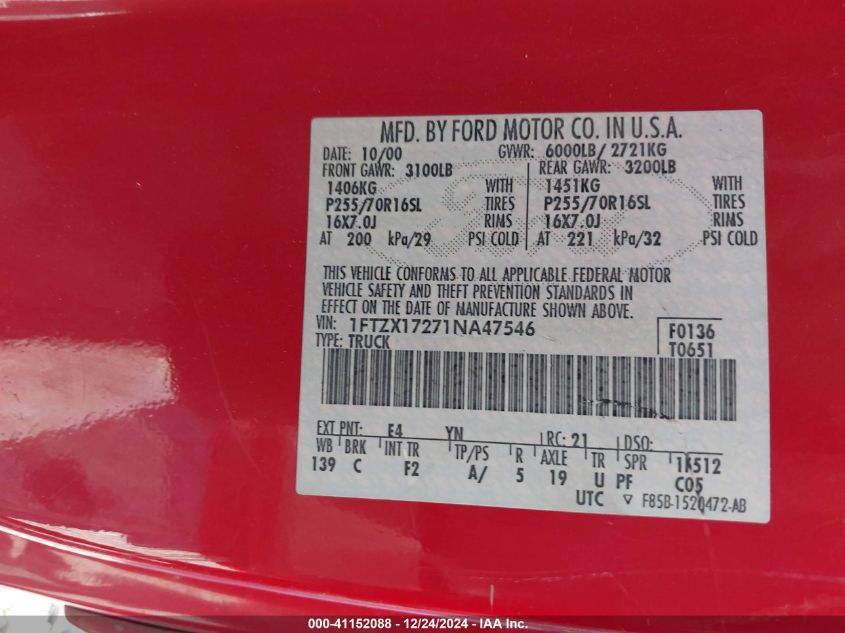 MFD. BY FORD MOTOR CO. IN U.S.A.
DATE: 10/00 GVWR: 6000LB/ 2721KG
FRONT GAWR: 3100LB REAR GAWR: 3200LB
1406KG WITH 1451KG WITH
P255/70R16SL TIRES P255/70R16SL TIRES
16X7.0J RIMS 16X7.0J RIMS
AT 200 kPa/29 PSI COLD AT 221 kPa/32 PSI COLD
THIS VEHICLE CONFORMS TO ALL APPLICABLE FEDERAL MOTOR
VEHICLE SAFETY AND THEFT PREVENTION STANDARDS IN
EFFECT ON THE DATE OF MANUFACTURE SHOWN ABOVE.
VIN: 1FTZX17271NA47546 F0136
TYPE: TRUCK T0651
EXT PNT: E4 YN RC: 21 DSO:
WB BRK INT TR TP/PS R AXLE TR SPR 1K512
139 C F2 A/ 5 19 U PF C05
UTC ▽ F85B-1520472-AB
000-41152088 - 12/24/2024 - IAA Inc.